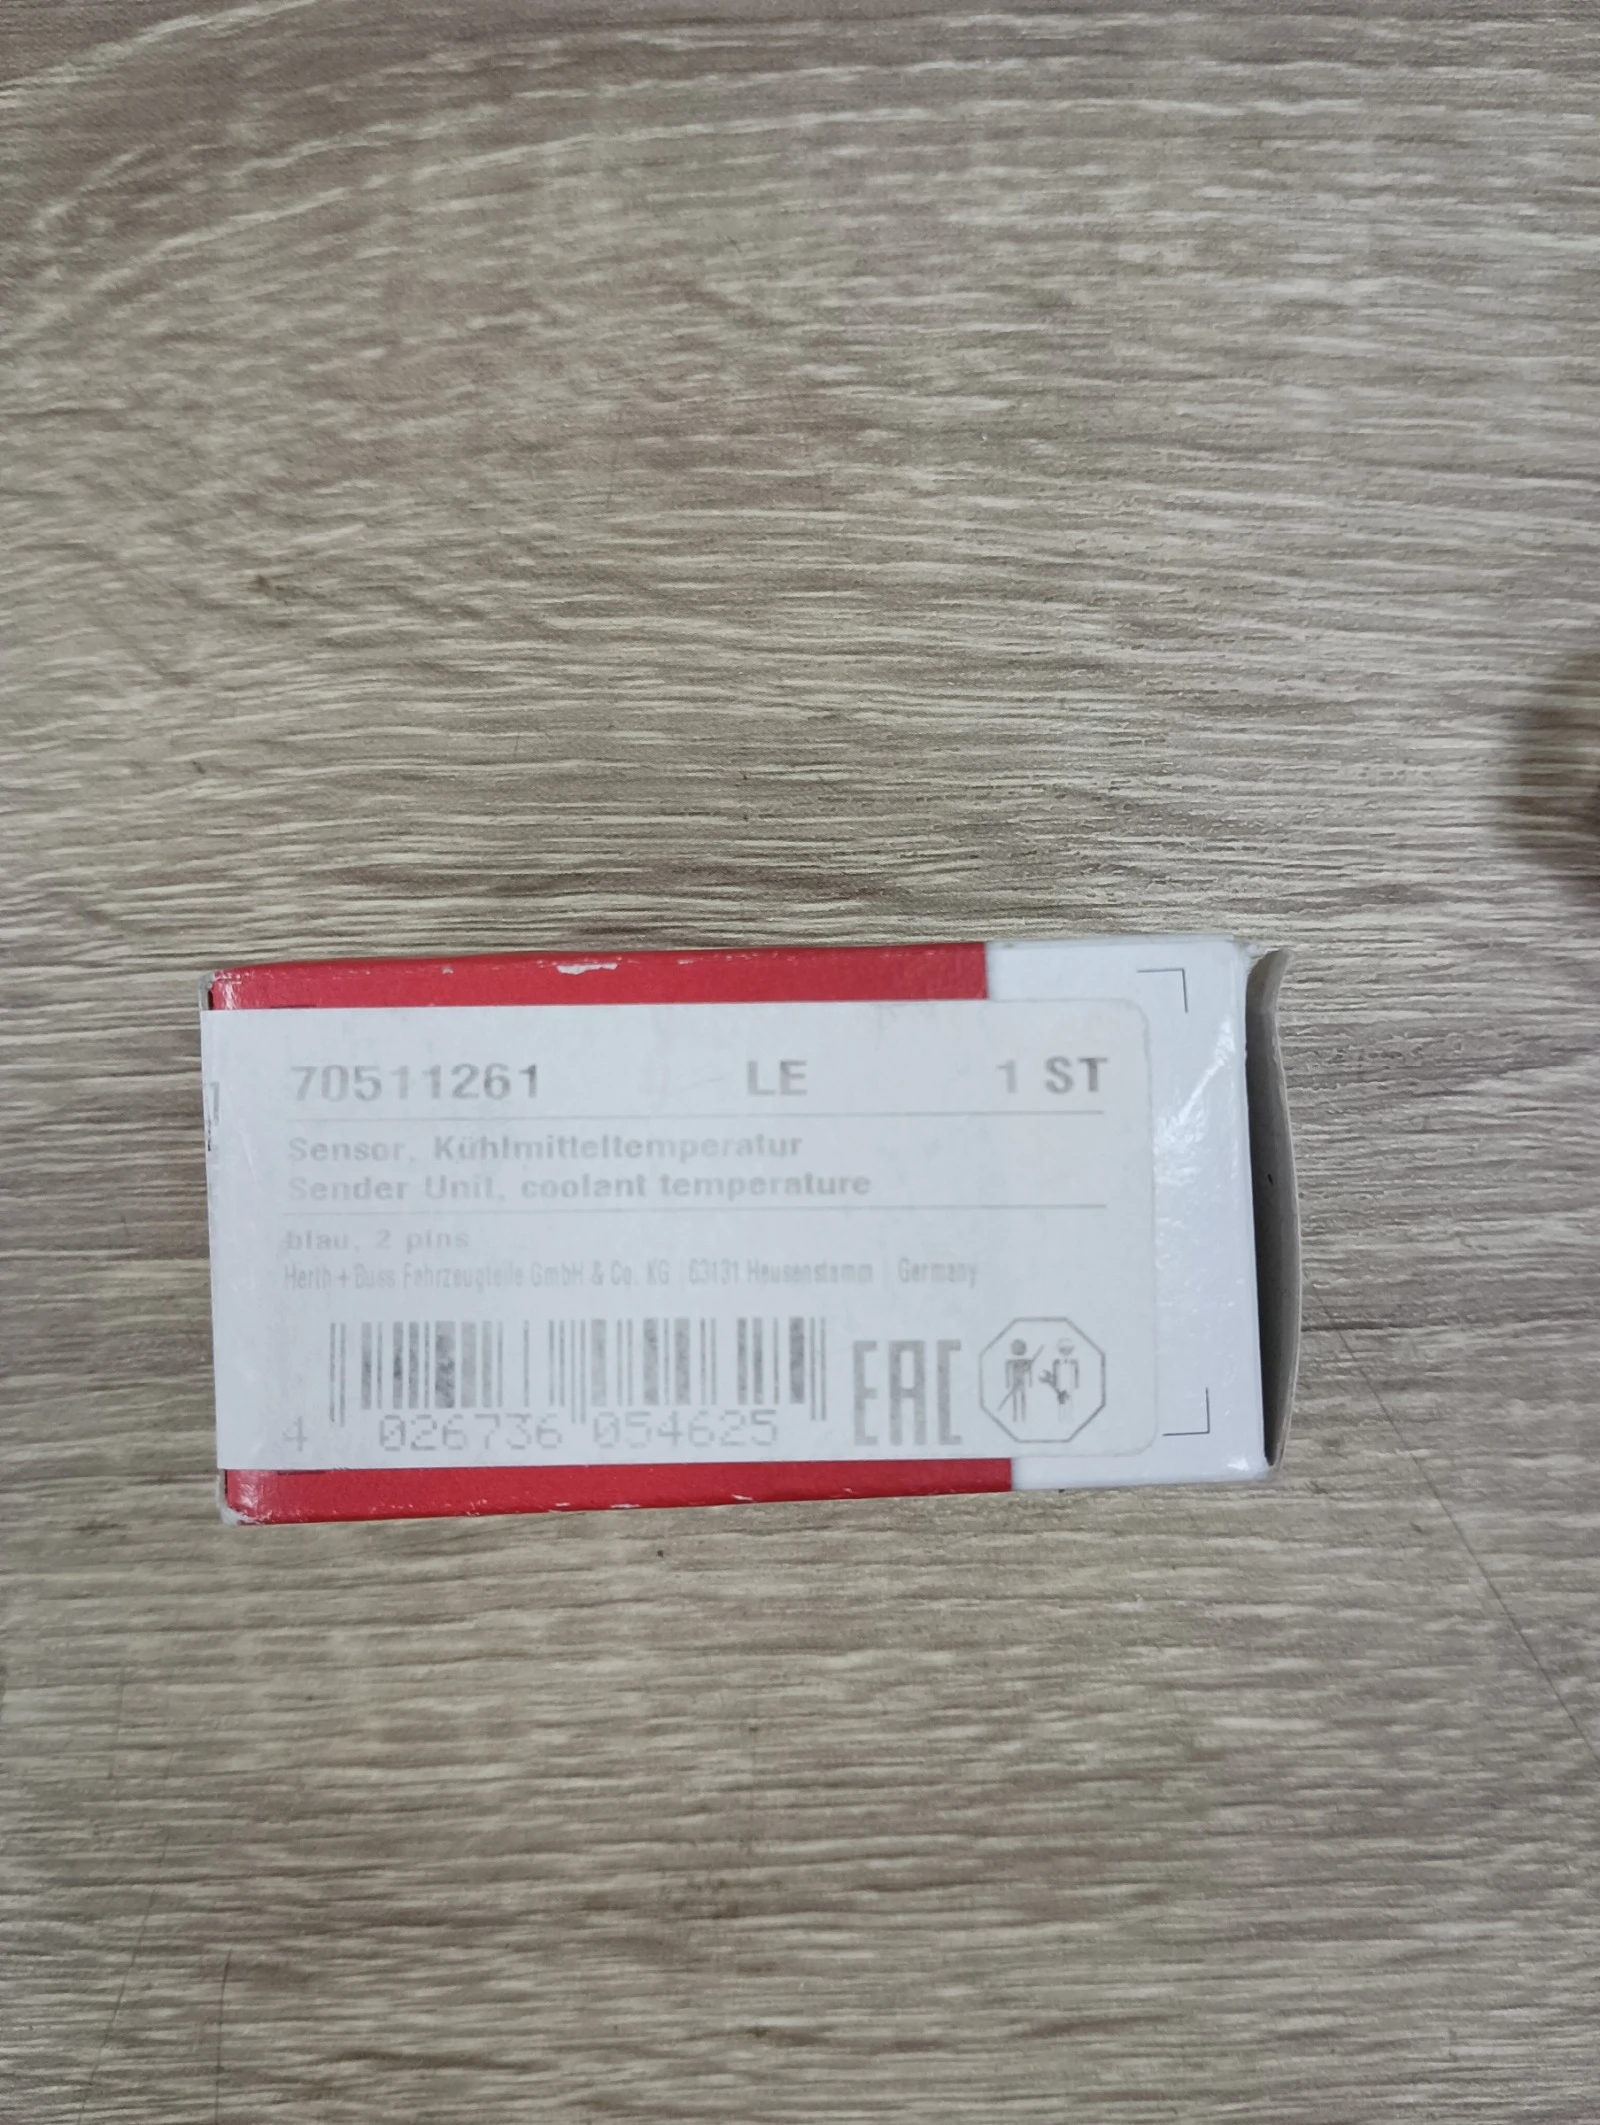 70511261 LE 1 ST
Sensor, Kühlmitteltemperatur
Sender Unit, coolant temperature
blau, 2 pins
Herth+Buss Fahrzeugteile GmbH & Co. KG | 63131 Heusenstamm | Germany
4 026736 054625
EAC